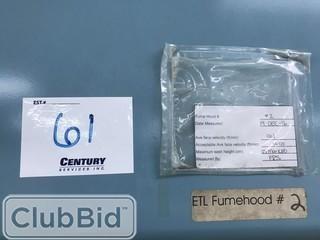 EST.#
61
CENTURY
SERVICES INC
Fume Hood #
#2
Date Measured
Ave face velocity (ft/min)
Acceptable Ave face velocity (ft/min)
Maximum sash height (cm)
Measured By
ETL Fumehood # 2
ClubBid